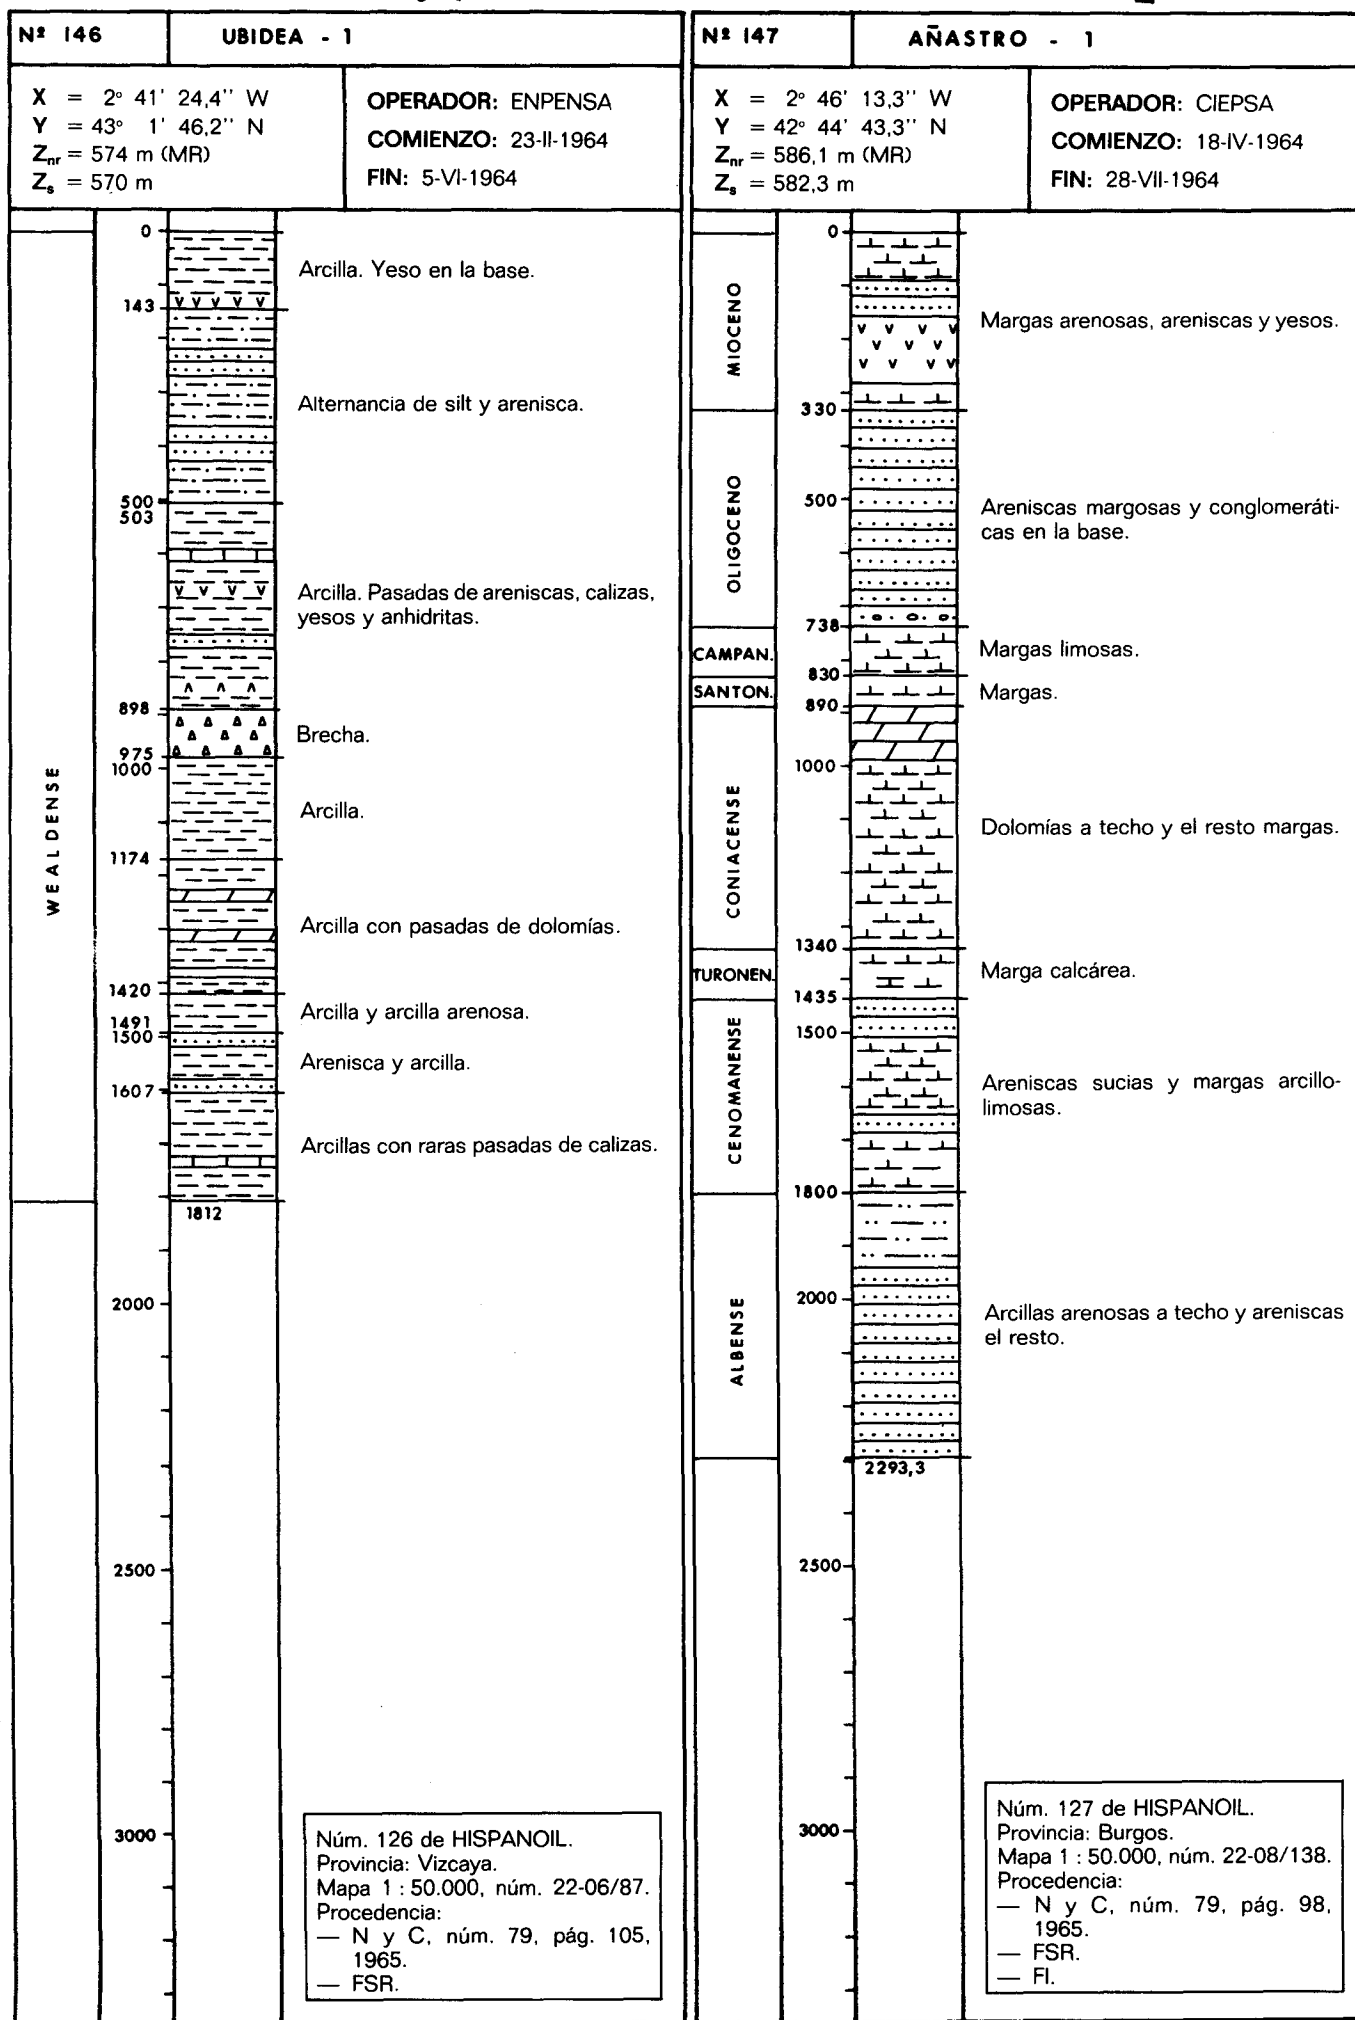 Nº 146
UBIDEA - 1
X = 2° 41' 24,4'' W
Y = 43° 1' 46,2'' N
Znr = 574 m (MR)
Zs = 570 m
OPERADOR: ENPENSA
COMIENZO: 23-II-1964
FIN: 5-VI-1964
WEALDENSE
0
143
500
503
898
975
1000
1174
1420
1491
1500
1607
1812
2000
2500
3000
Arcilla. Yeso en la base.
Alternancia de silt y arenisca.
Arcilla. Pasadas de areniscas, calizas,
yesos y anhidritas.
Brecha.
Arcilla.
Arcilla con pasadas de dolomías.
Arcilla y arcilla arenosa.
Arenisca y arcilla.
Arcillas con raras pasadas de calizas.
Núm. 126 de HISPANOIL.
Provincia: Vizcaya.
Mapa 1 : 50.000, núm. 22-06/87.
Procedencia:
— N y C, núm. 79, pág. 105,
1965.
— FSR.
Nº 147
AÑASTRO - 1
X = 2° 46' 13,3'' W
Y = 42° 44' 43,3'' N
Znr = 586,1 m (MR)
Zs = 582,3 m
OPERADOR: CIEPSA
COMIENZO: 18-IV-1964
FIN: 28-VII-1964
MIOCENO
OLIGOCENO
CAMPAN.
SANTON.
CONIACENSE
TURONEN.
CENOMANENSE
ALBENSE
0
330
500
738
830
890
1000
1340
1435
1500
1800
2000
2293,3
2500
3000
Margas arenosas, areniscas y yesos.
Areniscas margosas y conglomeráti-
cas en la base.
Margas limosas.
Margas.
Dolomías a techo y el resto margas.
Marga calcárea.
Areniscas sucias y margas arcillo-
limosas.
Arcillas arenosas a techo y areniscas
el resto.
Núm. 127 de HISPANOIL.
Provincia: Burgos.
Mapa 1 : 50.000, núm. 22-08/138.
Procedencia:
— N y C, núm. 79, pág. 98,
1965.
— FSR.
— FI.